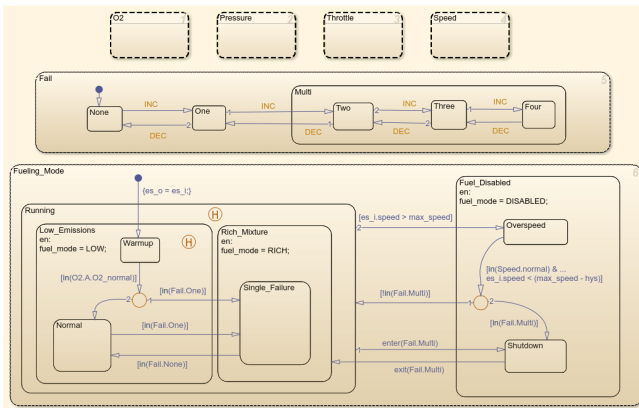 O2
1
Pressure
2
Throttle
3
Speed
4
Fail
5
None
INC
DEC
2
One
1
INC
DEC
Multi
Two
1
2
INC
DEC
Three
2
1
INC
DEC
Four
Fueling_Mode
6
{es_o = es_i;}
Running
H
Low_Emissions
en:
fuel_mode = LOW;
Warmup
H
[in(O2.A.O2_normal)]
2
1
[in(Fail.One)]
Normal
[in(Fail.One)]
[in(Fail.None)]
Rich_Mixture
en:
fuel_mode = RICH;
Single_Failure
[es_i.speed > max_speed]
2
Fuel_Disabled
en:
fuel_mode = DISABLED;
Overspeed
[in(Speed.normal) & ...
es_i.speed < (max_speed - hys)]
[!in(Fail.Multi)]
1
2
[in(Fail.Multi)]
1
enter(Fail.Multi)
Shutdown
exit(Fail.Multi)